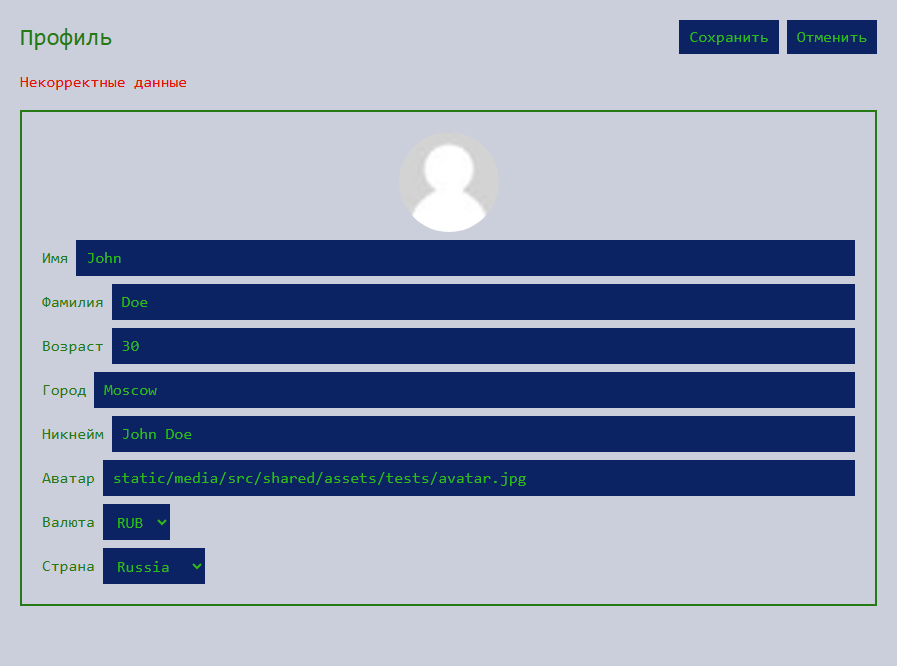 Профиль Сохранить Отменить
Некорректные данные
Имя John
Фамилия Doe
Возраст 30
Город Moscow
Никнейм John Doe
Аватар static/media/src/shared/assets/tests/avatar.jpg
Валюта RUB
Страна Russia